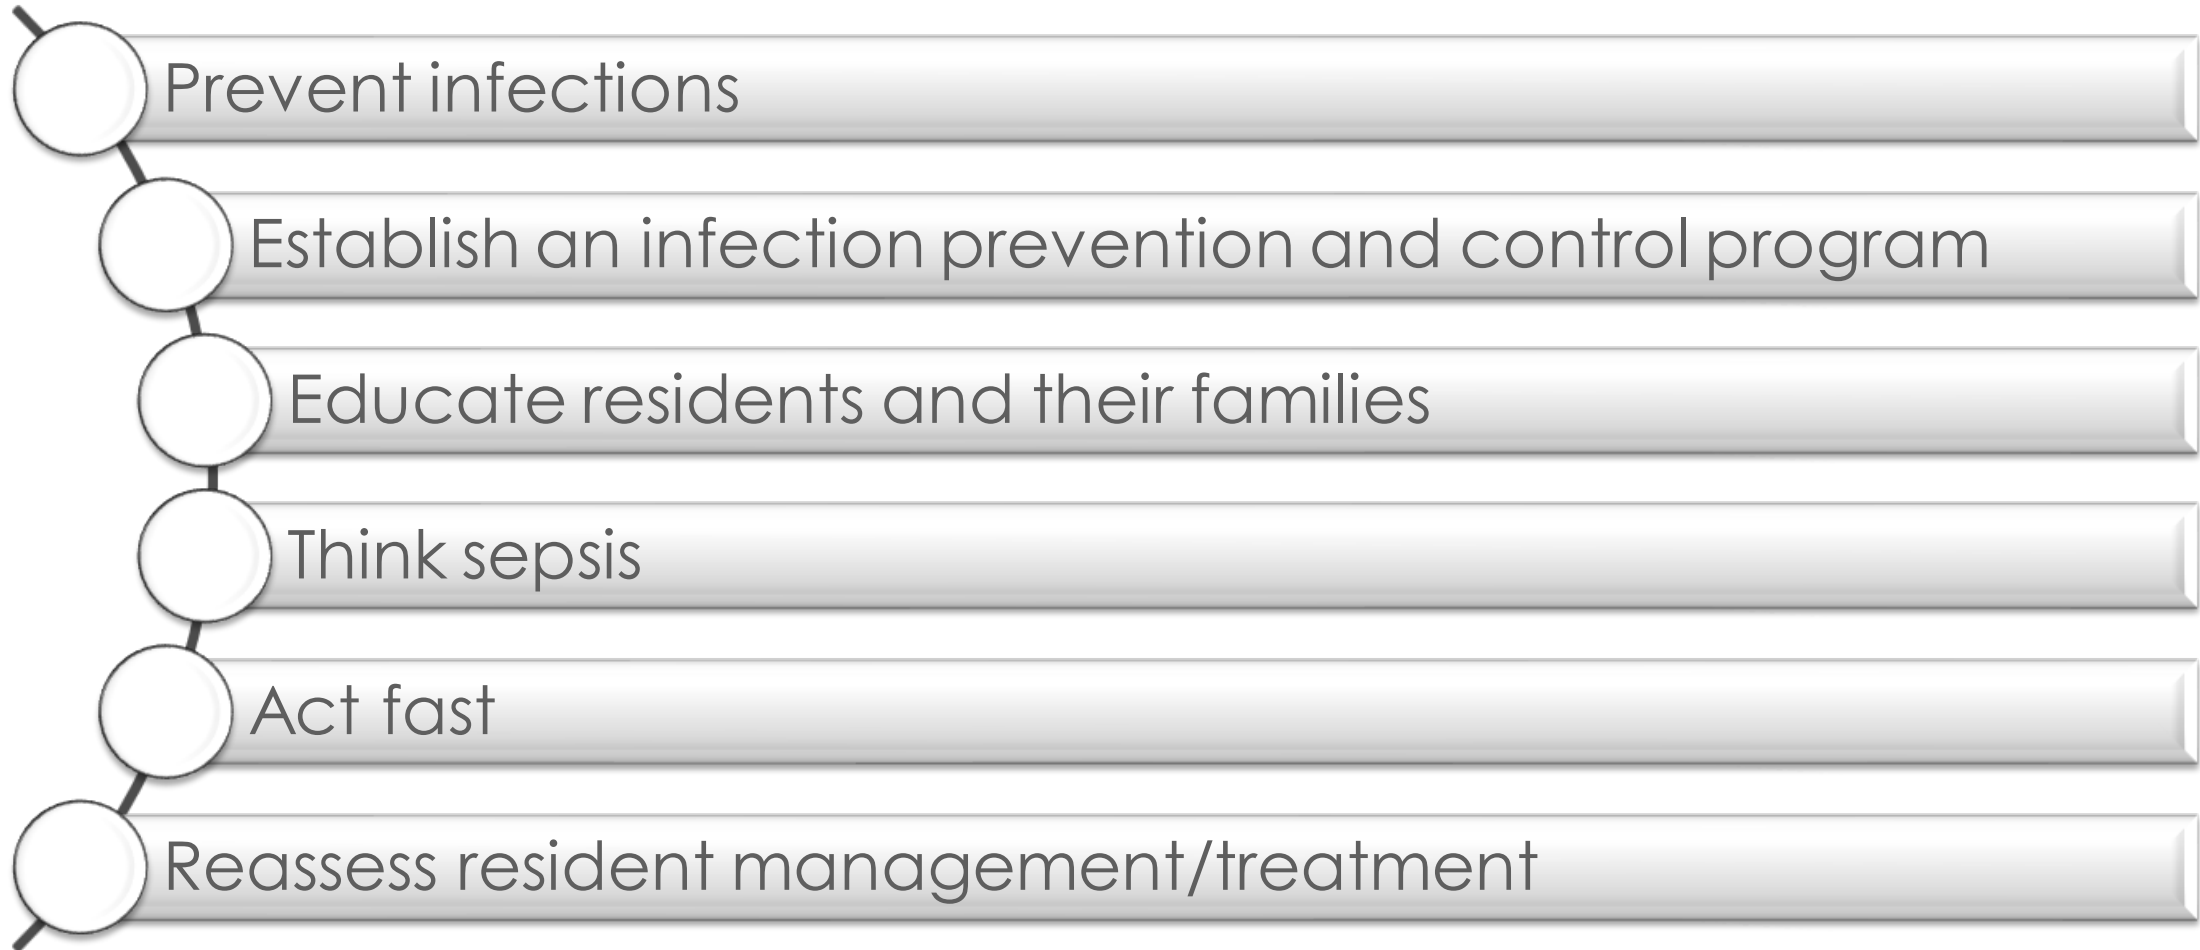 Prevent infections
Establish an infection prevention and control program
Educate residents and their families
Think sepsis
Act fast
Reassess resident management/treatment